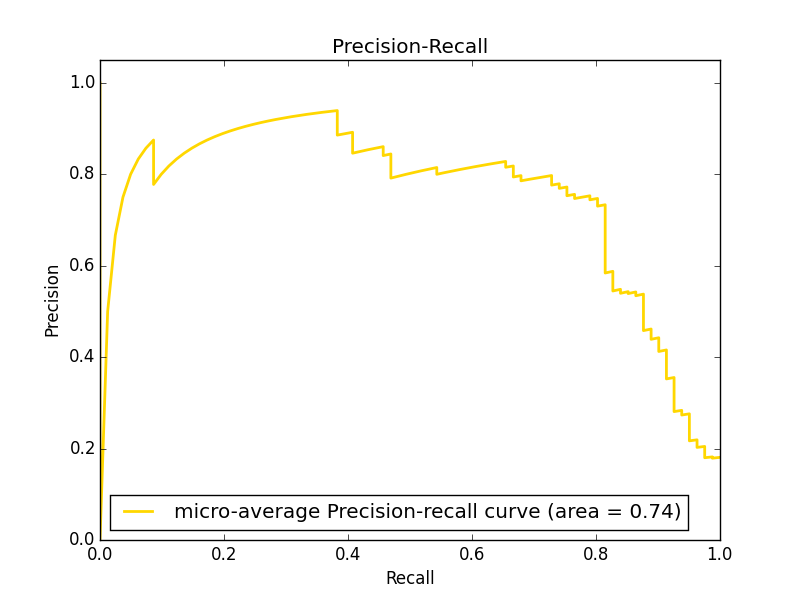 Precision-Recall
1.0
0.8
0.6
0.4
0.2
0.0
Precision
micro-average Precision-recall curve (area = 0.74)
0.0 0.2 0.4 0.6 0.8 1.0
Recall